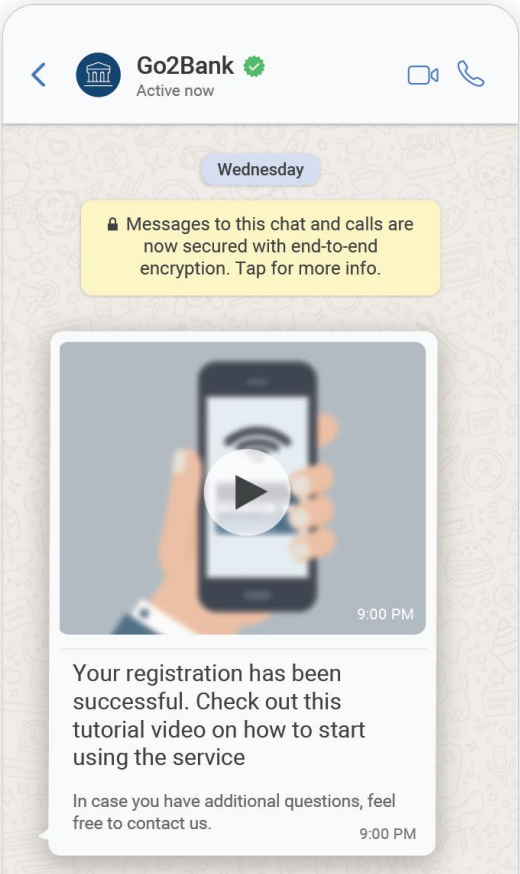 Go2Bank
Active now
Wednesday
Messages to this chat and calls are
now secured with end-to-end
encryption. Tap for more info.
9:00 PM
Your registration has been
successful. Check out this
tutorial video on how to start
using the service
In case you have additional questions, feel
free to contact us.
9:00 PM